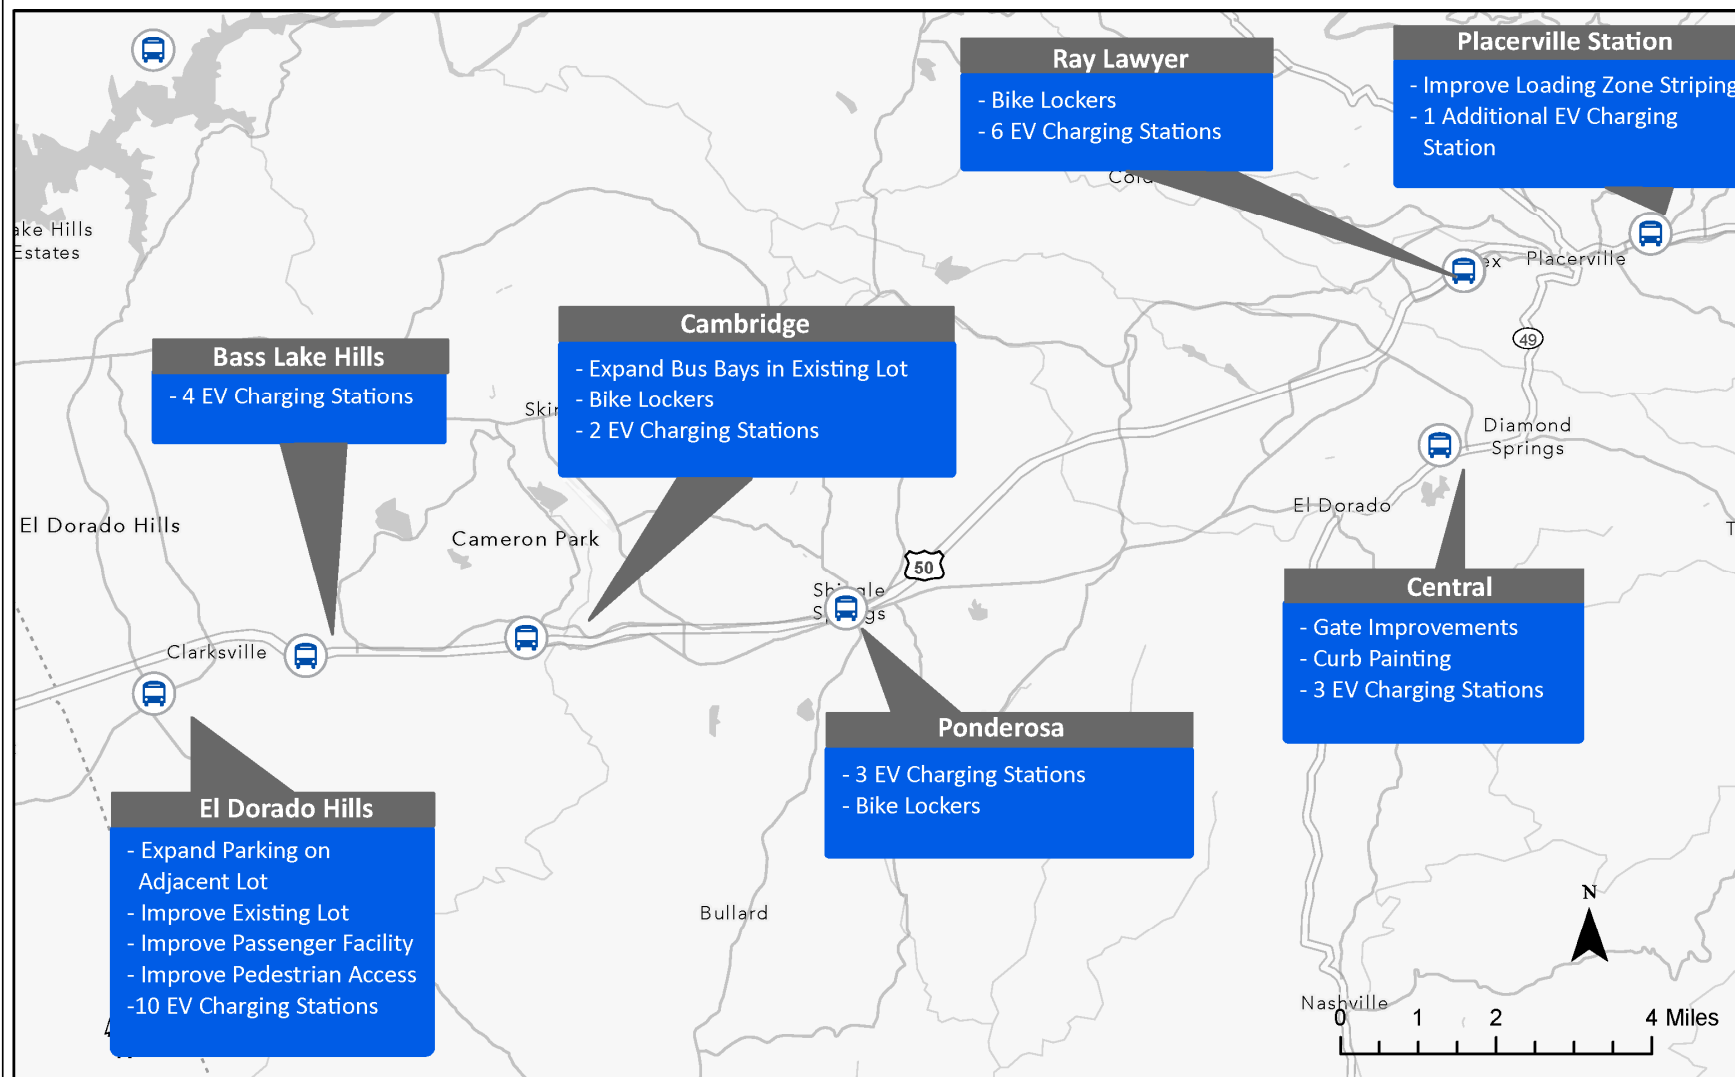 Ray Lawyer
- Bike Lockers
- 6 EV Charging Stations
Placerville Station
- Improve Loading Zone Striping
- 1 Additional EV Charging
Station
ake Hills
Estates
ex
Placerville
49
Bass Lake Hills
- 4 EV Charging Stations
Cambridge
- Expand Bus Bays in Existing Lot
- Bike Lockers
- 2 EV Charging Stations
Diamond
Springs
El Dorado
El Dorado Hills
Cameron Park
50
Clarksville
Central
- Gate Improvements
- Curb Painting
- 3 EV Charging Stations
Ponderosa
- 3 EV Charging Stations
- Bike Lockers
El Dorado Hills
- Expand Parking on
Adjacent Lot
- Improve Existing Lot
- Improve Passenger Facility
- Improve Pedestrian Access
-10 EV Charging Stations
Bullard
N
Nashville
0 1 2 4 Miles